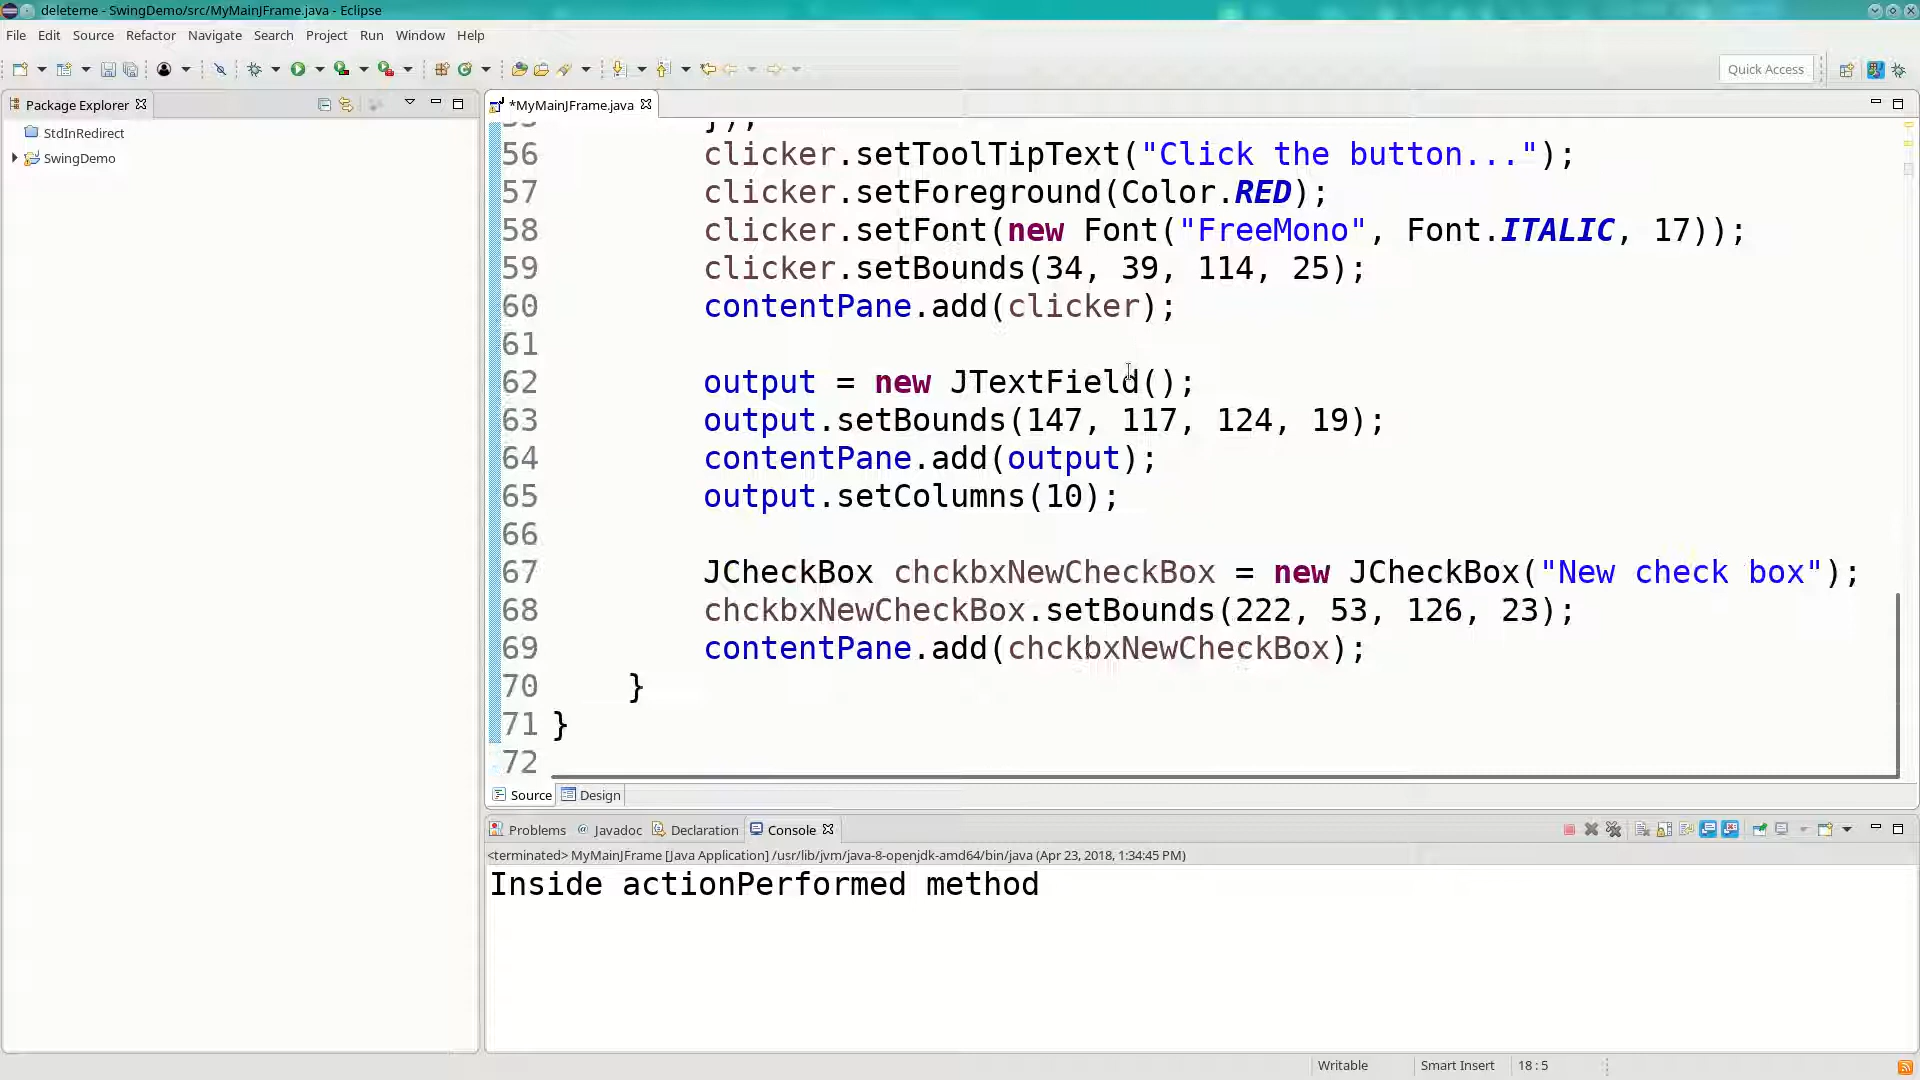 deleteme - SwingDemo/src/MyMainJFrame.java - Eclipse
File Edit Source Refactor Navigate Search Project Run Window Help
Quick Access
Package Explorer
*MyMainJFrame.java
StdInRedirect
SwingDemo
});
56 clicker.setToolTipText("Click the button...");
57 clicker.setForeground(Color.RED);
58 clicker.setFont(new Font("FreeMono", Font.ITALIC, 17));
59 clicker.setBounds(34, 39, 114, 25);
60 contentPane.add(clicker);
61
62 output = new JTextField();
63 output.setBounds(147, 117, 124, 19);
64 contentPane.add(output);
65 output.setColumns(10);
66
67 JCheckBox chckbxNewCheckBox = new JCheckBox("New check box");
68 chckbxNewCheckBox.setBounds(222, 53, 126, 23);
69 contentPane.add(chckbxNewCheckBox);
70 }
71 }
72
Source Design
Problems @ Javadoc Declaration Console
<terminated> MyMainJFrame [Java Application] /usr/lib/jvm/java-8-openjdk-amd64/bin/java (Apr 23, 2018, 1:34:45 PM)
Inside actionPerformed method
Writable Smart Insert 18 : 5